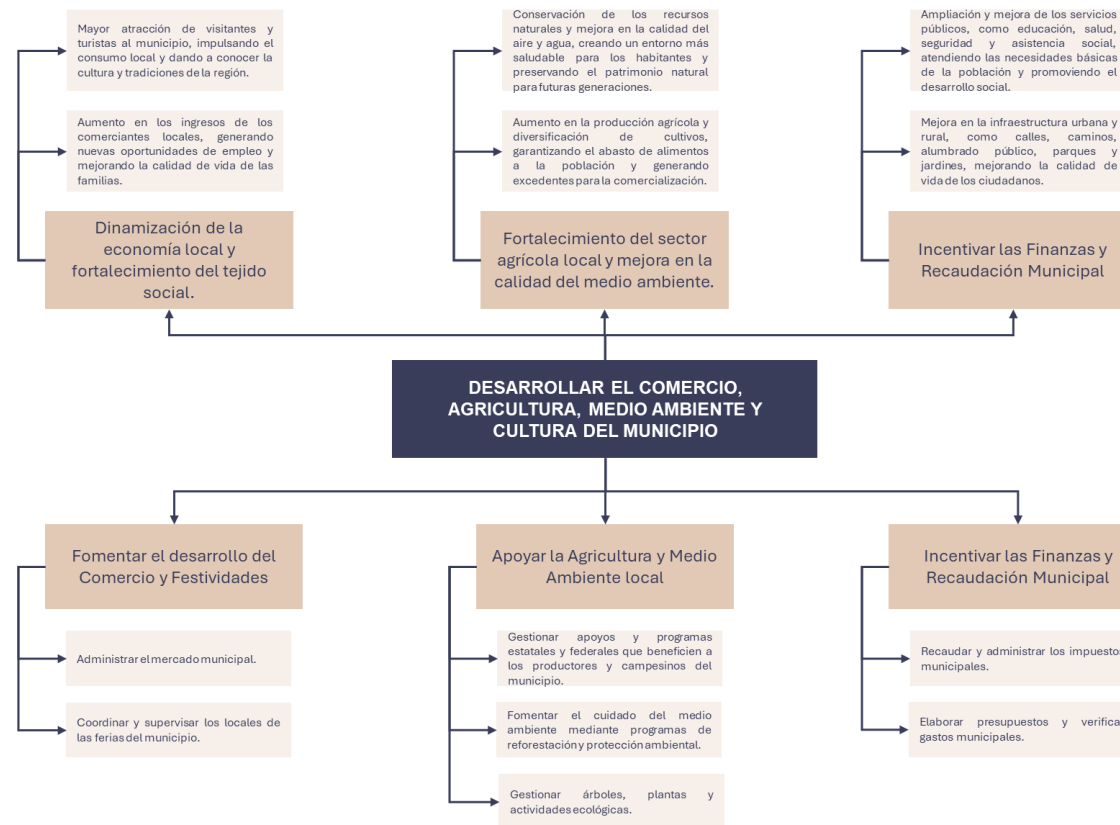 Mayor atracción de visitantes y
turistas al municipio, impulsando el
consumo local y dando a conocer la
cultura y tradiciones de la región.
Aumento en los ingresos de los
comerciantes locales, generando
nuevas oportunidades de empleo y
mejorando la calidad de vida de las
familias.
Dinamización de la
economía local y
fortalecimiento del tejido
social.
Conservación de los recursos
naturales y mejora en la calidad del
aire y agua, creando un entorno más
saludable para los habitantes y
preservando el patrimonio natural
para futuras generaciones.
Aumento en la producción agrícola y
diversificación de cultivos,
garantizando el abasto de alimentos
a la población y generando
excedentes para la comercialización.
Fortalecimiento del sector
agrícola local y mejora en la
calidad del medio ambiente.
Ampliación y mejora de los servicios
públicos, como educación, salud,
seguridad y asistencia social,
atendiendo las necesidades básicas
de la población y promoviendo el
desarrollo social.
Mejora en la infraestructura urbana y
rural, como calles, caminos,
alumbrado público, parques y
jardines, mejorando la calidad de
vida de los ciudadanos.
Incentivar las Finanzas y
Recaudación Municipal
DESARROLLAR EL COMERCIO,
AGRICULTURA, MEDIO AMBIENTE Y
CULTURA DEL MUNICIPIO
Fomentar el desarrollo del
Comercio y Festividades
Administrar el mercado municipal.
Coordinar y supervisar los locales de
las ferias del municipio.
Apoyar la Agricultura y Medio
Ambiente local
Gestionar apoyos y programas
estatales y federales que beneficien a
los productores y campesinos del
municipio.
Fomentar el cuidado del medio
ambiente mediante programas de
reforestación y protección ambiental.
Gestionar árboles, plantas y
actividades ecológicas.
Incentivar las Finanzas y
Recaudación Municipal
Recaudar y administrar los impuestos
municipales.
Elaborar presupuestos y verifica
gastos municipales.